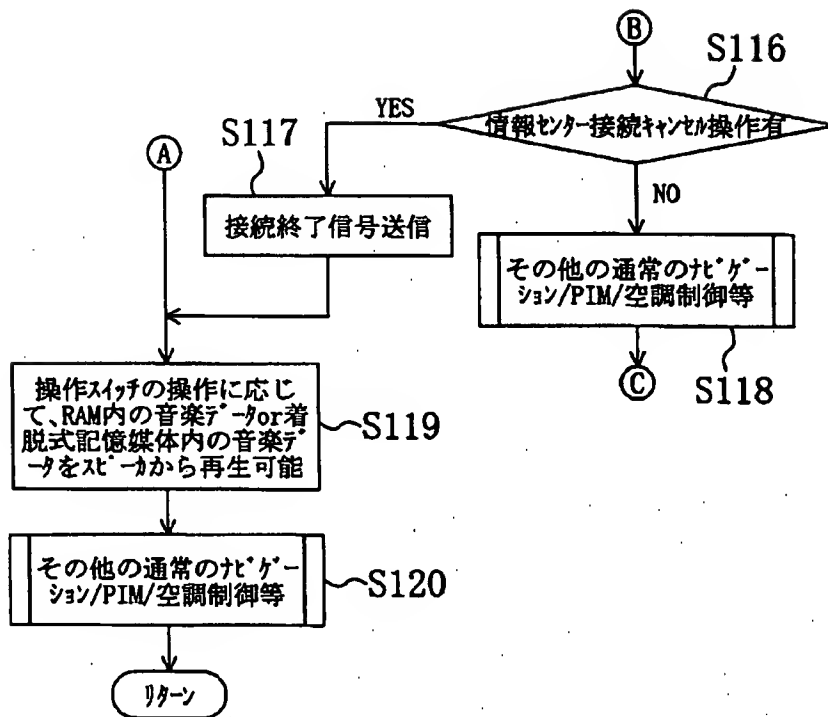 B
S116
情報ｾﾝﾀｰ接続ｷｬﾝｾﾙ操作有
YES
NO
A
S117
接続終了信号送信
その他の通常のﾅﾋﾞｹﾞｰ
ｼｮﾝ/PIM/空調制御等
S118
C
操作ｽｲｯﾁの操作に応じ
て、RAM内の音楽ﾃﾞｰﾀor着
脱式記憶媒体内の音楽ﾃﾞ
ｰﾀをｽﾋﾟｰｶから再生可能
S119
その他の通常のﾅﾋﾞｹﾞｰ
ｼｮﾝ/PIM/空調制御等
S120
ﾘﾀｰﾝ